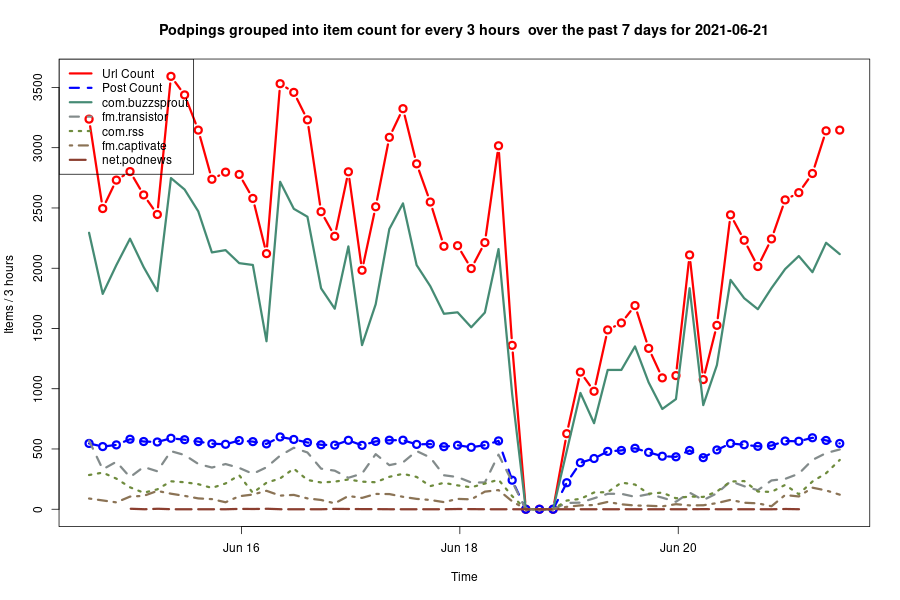 Podpings grouped into item count for every 3 hours  over the past 7 days for 2021-06-21
Url Count
Post Count
com.buzzsprout
fm.transistor
com.rss
fm.captivate
net.podnews
Items / 3 hours
3500
3000
2500
2000
1500
1000
500
0
Jun 16
Jun 18
Jun 20
Time